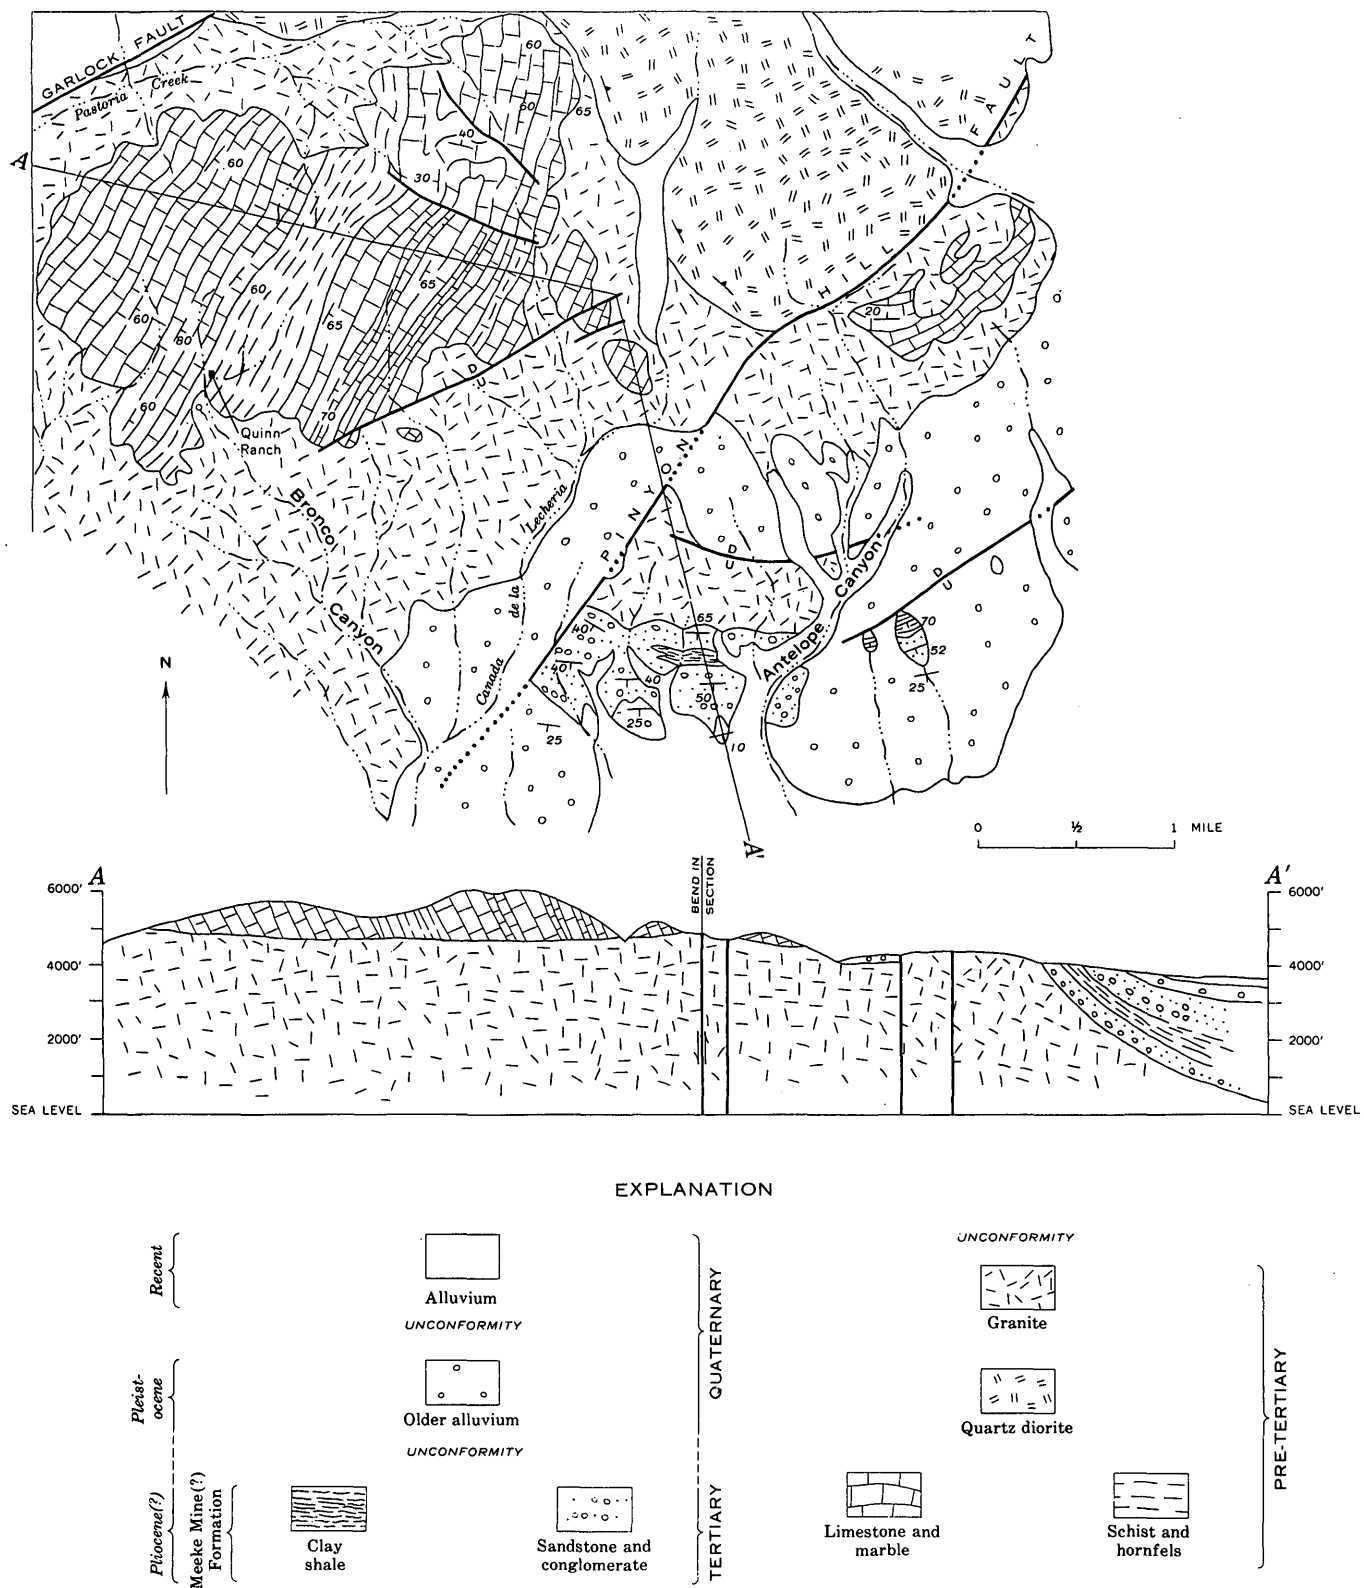 GARLOCK FAULT
Pastoria Creek
A
60
60
65
40
30
60
60
65
60
65
80
60
70
D
U
Quinn Ranch
Bronco Canyon
Canada de la Lecheria
PINYON HILL FAULT
20
D
U
D
U
Antelope Canyon
65
40
40
40
50
25
25
10
70
52
25
N
A'
0 ½ 1 MILE
A
BEND IN SECTION
A'
6000'
4000'
2000'
SEA LEVEL
6000'
4000'
2000'
SEA LEVEL
EXPLANATION
Recent
Alluvium
UNCONFORMITY
Pleist-
ocene
Older alluvium
UNCONFORMITY
QUATERNARY
Pliocene(?)
Meeke Mine(?)
Formation
Clay
shale
Sandstone and
conglomerate
TERTIARY
UNCONFORMITY
Granite
Quartz diorite
Limestone and
marble
Schist and
hornfels
PRE-TERTIARY